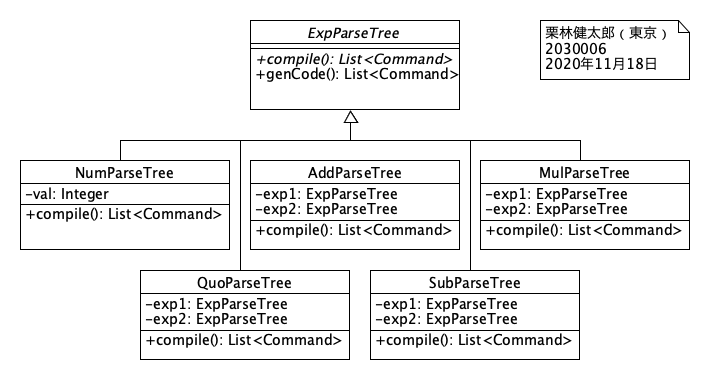 ExpParseTree
+compile(): List<Command>
+genCode(): List<Command>
栗林健太郎（東京）
2030006
2020年11月18日
NumParseTree
-val: Integer
+compile(): List<Command>
AddParseTree
-exp1: ExpParseTree
-exp2: ExpParseTree
+compile(): List<Command>
MulParseTree
-exp1: ExpParseTree
-exp2: ExpParseTree
+compile(): List<Command>
QuoParseTree
-exp1: ExpParseTree
-exp2: ExpParseTree
+compile(): List<Command>
SubParseTree
-exp1: ExpParseTree
-exp2: ExpParseTree
+compile(): List<Command>